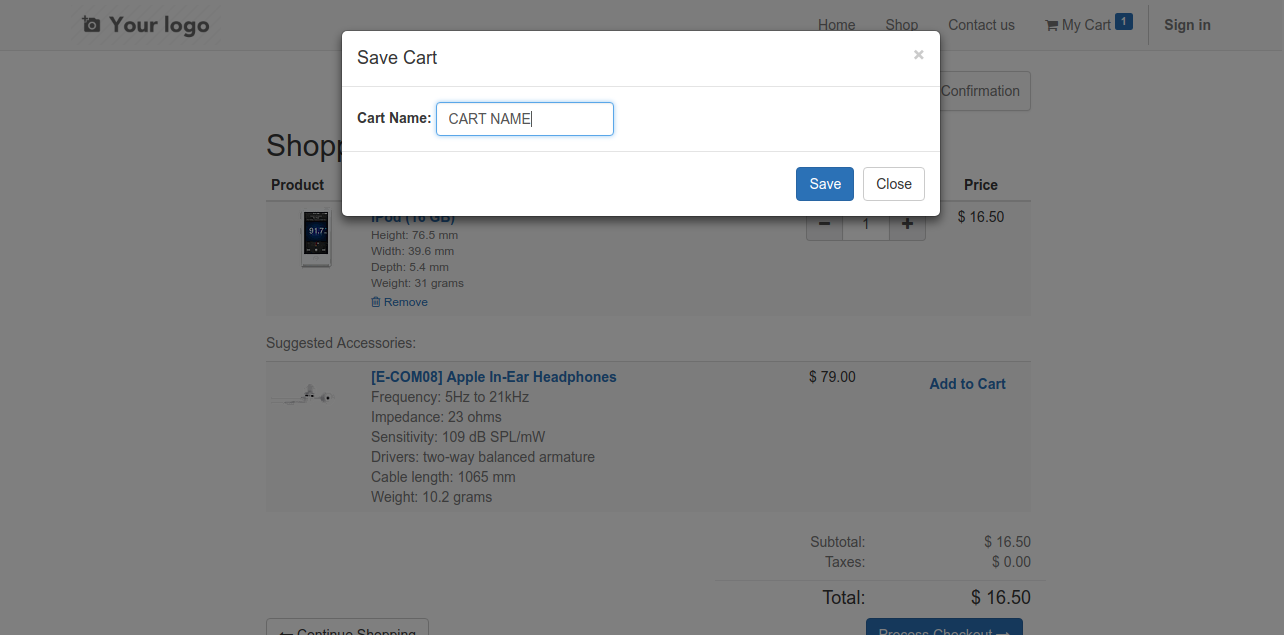 Your logo
Home Shop Contact us My Cart 1 Sign in
Save Cart ×
Confirmation
Cart Name: CART NAME
Save Close
Product Price
iPod (16 GB) − 1 + $ 16.50
91.7
Height: 76.5 mm
Width: 39.6 mm
Depth: 5.4 mm
Weight: 31 grams
Remove
Suggested Accessories:
[E-COM08] Apple In-Ear Headphones $ 79.00 Add to Cart
Frequency: 5Hz to 21kHz
Impedance: 23 ohms
Sensitivity: 109 dB SPL/mW
Drivers: two-way balanced armature
Cable length: 1065 mm
Weight: 10.2 grams
Subtotal: $ 16.50
Taxes: $ 0.00
Total: $ 16.50
← Continue Shopping Process Checkout →